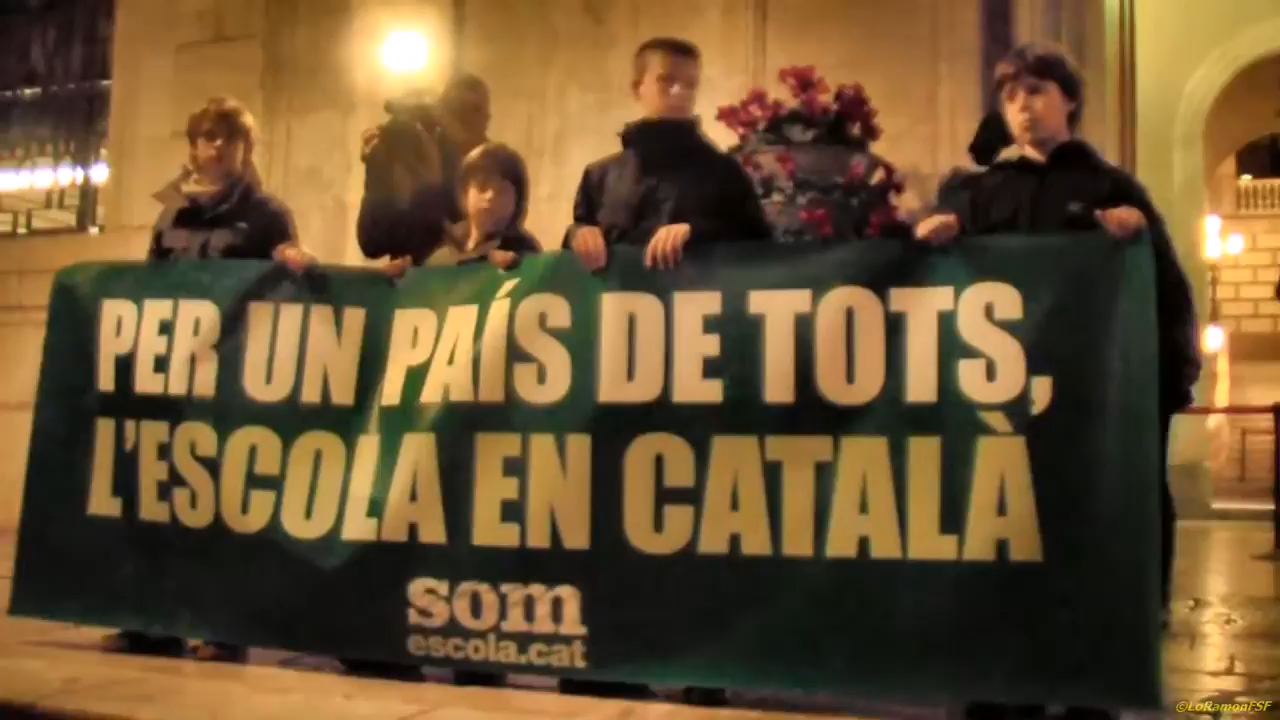 PER UN PAÍS DE TOTS,
L'ESCOLA EN CATALÀ
som
escola.cat
©LoRamonFSF